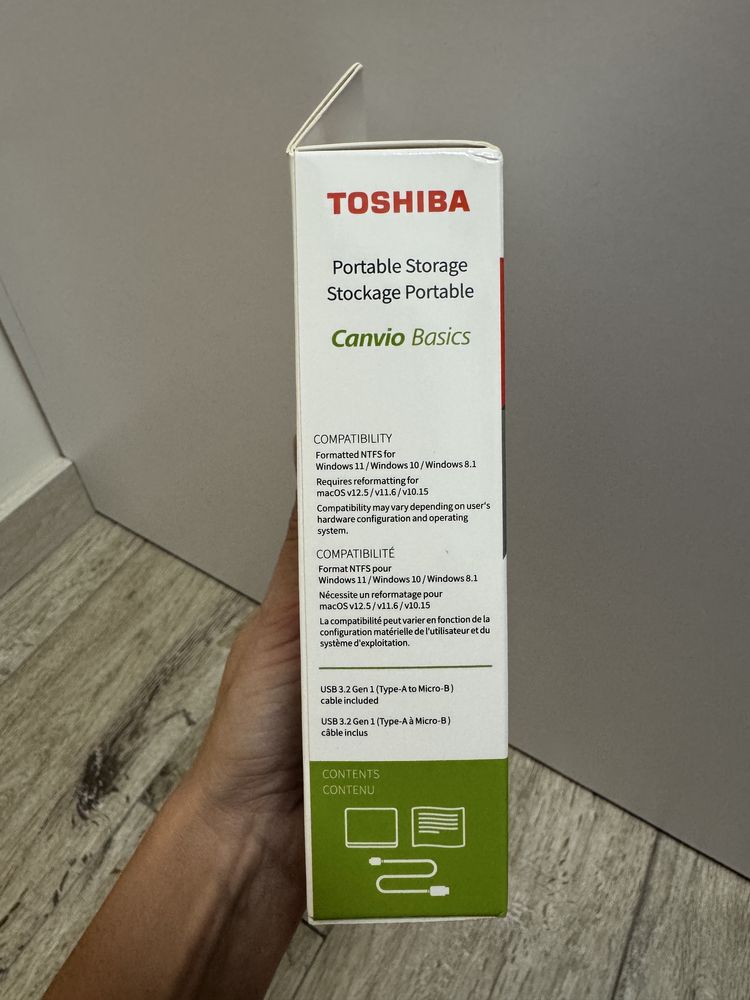 TOSHIBA
Portable Storage
Stockage Portable
Canvio Basics
COMPATIBILITY
Formatted NTFS for
Windows 11 / Windows 10 / Windows 8.1
Requires reformatting for
macOS v12.5 / v11.6 / v10.15
Compatibility may vary depending on user's
hardware configuration and operating
system.
COMPATIBILITÉ
Format NTFS pour
Windows 11 / Windows 10 / Windows 8.1
Nécessite un reformatage pour
macOS v12.5 / v11.6 / v10.15
La compatibilité peut varier en fonction de la
configuration matérielle de l'utilisateur et du
système d'exploitation.
USB 3.2 Gen 1 (Type-A to Micro-B )
cable included
USB 3.2 Gen 1 (Type-A à Micro-B )
câble inclus
CONTENTS
CONTENU